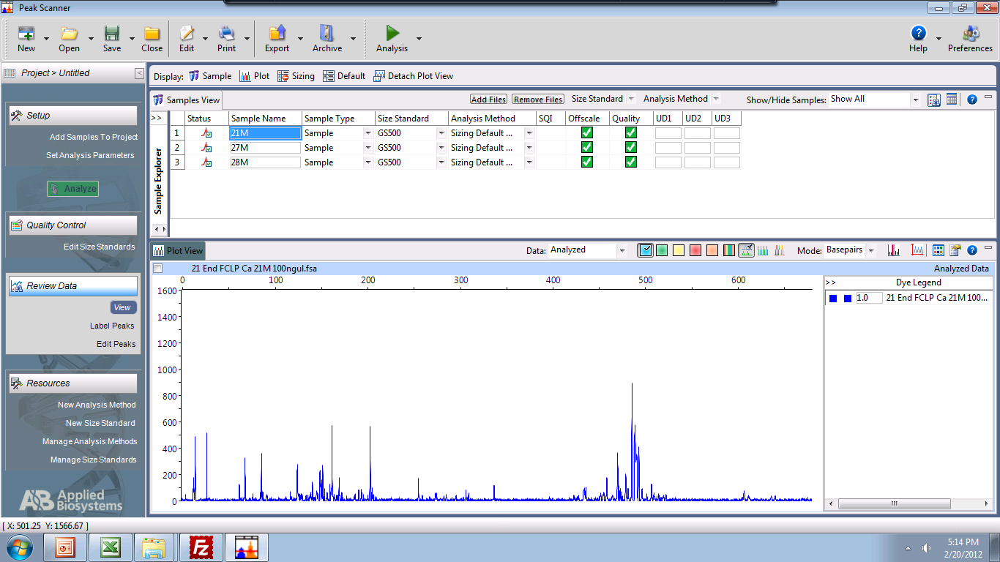 Peak Scanner
New Open Save Close Edit Print Export Archive Analysis Help Preferences
Project > Untitled <
Display: Sample Plot Sizing Default Detach Plot View
Samples View Add Files Remove Files Size Standard Analysis Method Show/Hide Samples: Show All
>> Status Sample Name Sample Type Size Standard Analysis Method SQI Offscale Quality UD1 UD2 UD3
1 21M Sample GS500 Sizing Default ...
2 27M Sample GS500 Sizing Default ...
3 28M Sample GS500 Sizing Default ...
Sample Explorer
Setup
Add Samples To Project
Set Analysis Parameters
Analyze
Quality Control
Edit Size Standards
Review Data
View
Label Peaks
Edit Peaks
Resources
New Analysis Method
New Size Standard
Manage Analysis Methods
Manage Size Standards
AB Applied
Biosystems
Plot View Data: Analyzed Mode: Basepairs
21 End FCLP Ca 21M 100ngul.fsa Analyzed Data
0 100 200 300 400 500 600
1600
1400
1200
1000
800
600
400
200
0
>> Dye Legend
1.0 21 End FCLP Ca 21M 100...
[ X: 501.25 Y: 1566.67 ]
Fz
5:14 PM
2/20/2012